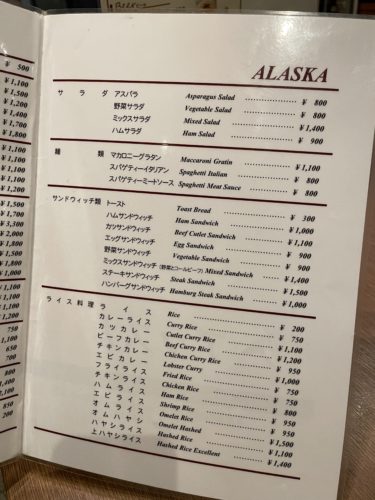 ALASKA
サラダ アスパラ Asparagus Salad ¥ 800
野菜サラダ Vegetable Salad ¥ 800
ミックスサラダ Mixed Salad ¥1,400
ハムサラダ Ham Salad ¥ 900
麺類 マカロニーグラタン Maccaroni Gratin ¥1,100
スパゲティーイタリアン Spaghetti Italian ¥ 800
スパゲティーミートソース Spaghetti Meat Sauce ¥ 800
サンドウィッチ類 トースト Toast Bread ¥ 300
ハムサンドウィッチ Ham Sandwich ¥1,000
カツサンドウィッチ Beef Cutlet Sandwich ¥1,100
エッグサンドウィッチ Egg Sandwich ¥ 900
野菜サンドウィッチ Vegetable Sandwich ¥ 900
ミックスサンドウィッチ(野菜とコールビーフ) Mixed Sandwich ¥1,400
ステーキサンドウィッチ Steak Sandwich ¥1,500
ハンバーグサンドウィッチ Hamburg Steak Sandwich ¥1,000
ライス料理 ライス Rice ¥ 200
カレーライス Curry Rice ¥ 750
カツカレー Cutlet Curry Rice ¥1,100
ビーフカレー Beef Curry Rice ¥1,200
チキンカレー Chicken Curry Rice ¥ 950
エビカレー Lobster Curry ¥1,000
フライライス Fried Rice ¥ 750
チキンライス Chicken Rice ¥ 750
ハムライス Ham Rice ¥ 800
エビライス Shrimp Rice ¥ 950
オムライス Omelet Rice ¥ 950
オムハヤシ Omelet Hashed ¥1,500
ハヤシライス Hashed Rice ¥1,100
上ハヤシライス Hashed Rice Excellent ¥1,400
¥ 500